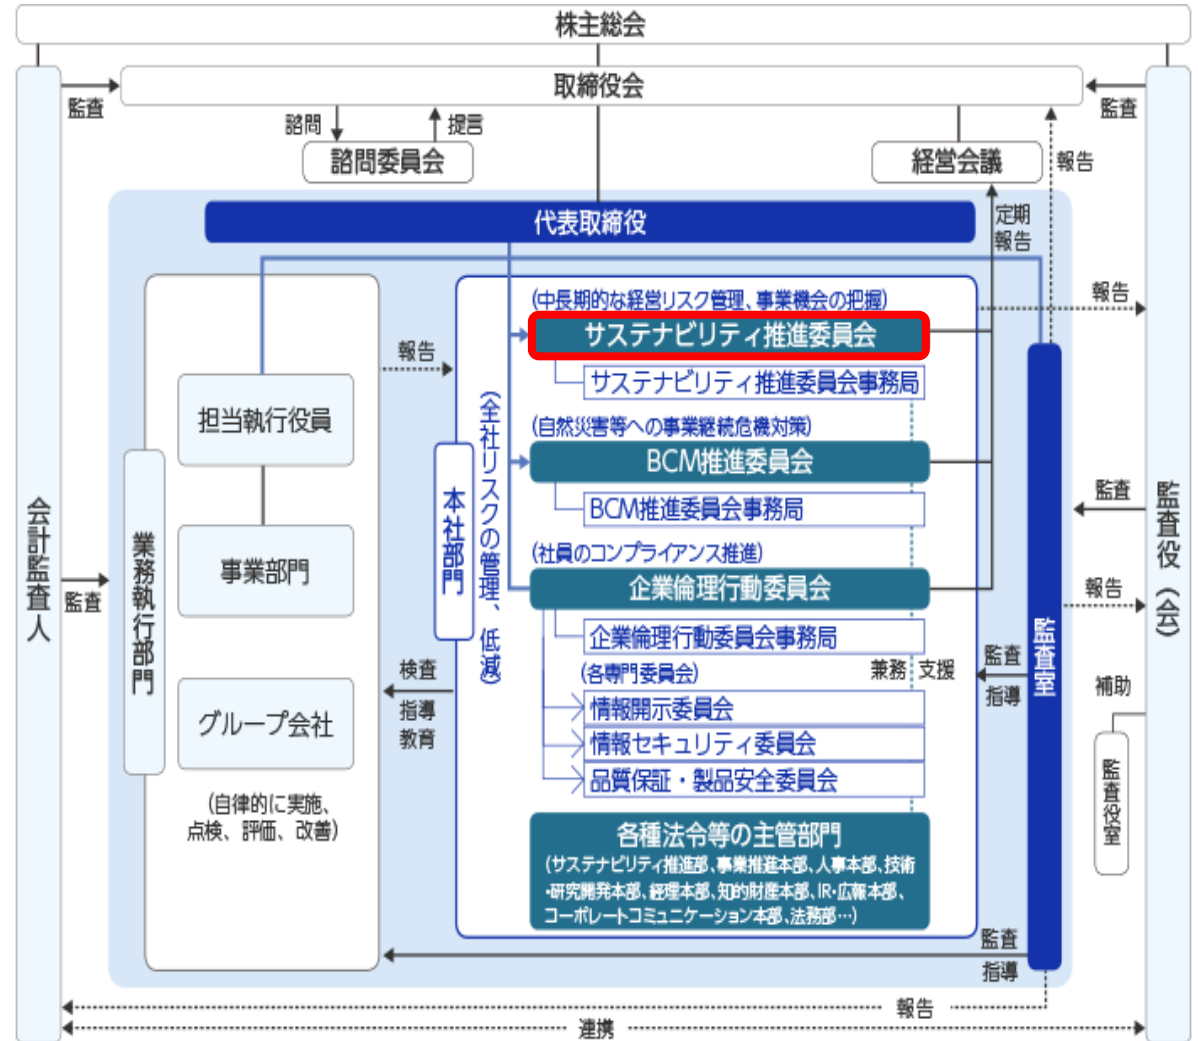 株主総会
取締役会
監査
監査
諮問
提言
報告
諮問委員会
経営会議
代表取締役
定期
報告
(中長期的な経営リスク管理、事業機会の把握)
報告
サステナビリティ推進委員会
報告
サステナビリティ推進委員会事務局
担当執行役員
(自然災害等への事業継続危機対策)
BCM推進委員会
BCM推進委員会事務局
(全社リスクの管理、低減)
本社部門
監査
会計監査人
監査役(会)
業務執行部門
事業部門
(社員のコンプライアンス推進)
企業倫理行動委員会
監査
報告
企業倫理行動委員会事務局
監査室
検査
指導
教育
(各専門委員会)
兼務
支援
監査
指導
補助
グループ会社
情報開示委員会
情報セキュリティ委員会
品質保証・製品安全委員会
監査役室
(自律的に実施、
点検、評価、改善)
各種法令等の主管部門
(サステナビリティ推進部、事業推進本部、人事本部、技術
・研究開発本部、経理本部、知的財産本部、IR・広報本部、
コーポレートコミュニケーション本部、法務部…)
監査
指導
報告
連携